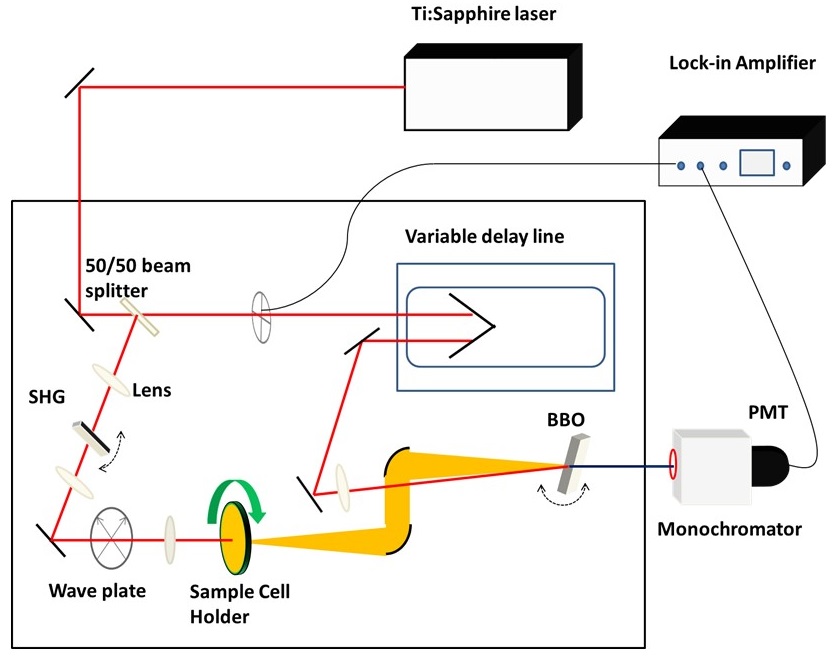 Ti:Sapphire laser
Lock-in Amplifier
Variable delay line
50/50 beam
splitter
SHG
Lens
BBO
PMT
Monochromator
Wave plate
Sample Cell
Holder